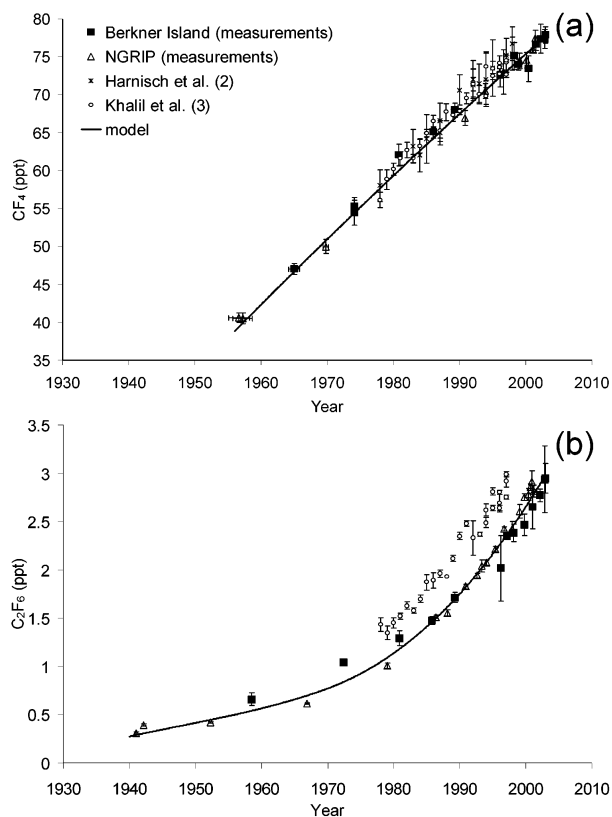 (a)
■ Berkner Island (measurements)
△ NGRIP (measurements)
× Harnisch et al. (2)
○ Khalil et al. (3)
— model
CF₄ (ppt)
80
75
70
65
60
55
50
45
40
35
1930 1940 1950 1960 1970 1980 1990 2000 2010
Year
(b)
C₂F₆ (ppt)
3.5
3
2.5
2
1.5
1
0.5
0
1930 1940 1950 1960 1970 1980 1990 2000 2010
Year